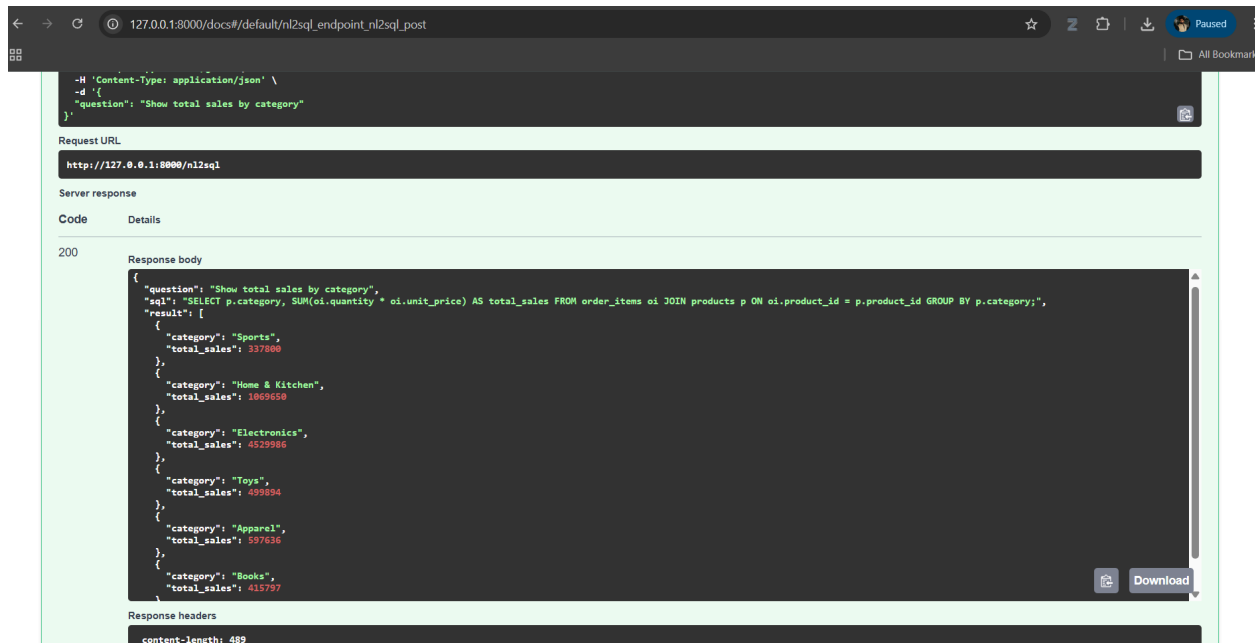 127.0.0.1:8000/docs#/default/nl2sql_endpoint_nl2sql_post
Paused
All Bookmark
-H 'Content-Type: application/json' \
-d '{
"question": "Show total sales by category"
}'
Request URL
http://127.0.0.1:8000/nl2sql
Server response
Code Details
200
Response body
{
"question": "Show total sales by category",
"sql": "SELECT p.category, SUM(oi.quantity * oi.unit_price) AS total_sales FROM order_items oi JOIN products p ON oi.product_id = p.product_id GROUP BY p.category;",
"result": [
{
"category": "Sports",
"total_sales": 337800
},
{
"category": "Home & Kitchen",
"total_sales": 1069650
},
{
"category": "Electronics",
"total_sales": 4529986
},
{
"category": "Toys",
"total_sales": 499894
},
{
"category": "Apparel",
"total_sales": 597636
},
{
"category": "Books",
"total_sales": 415797
}
Download
Response headers
content-length: 489